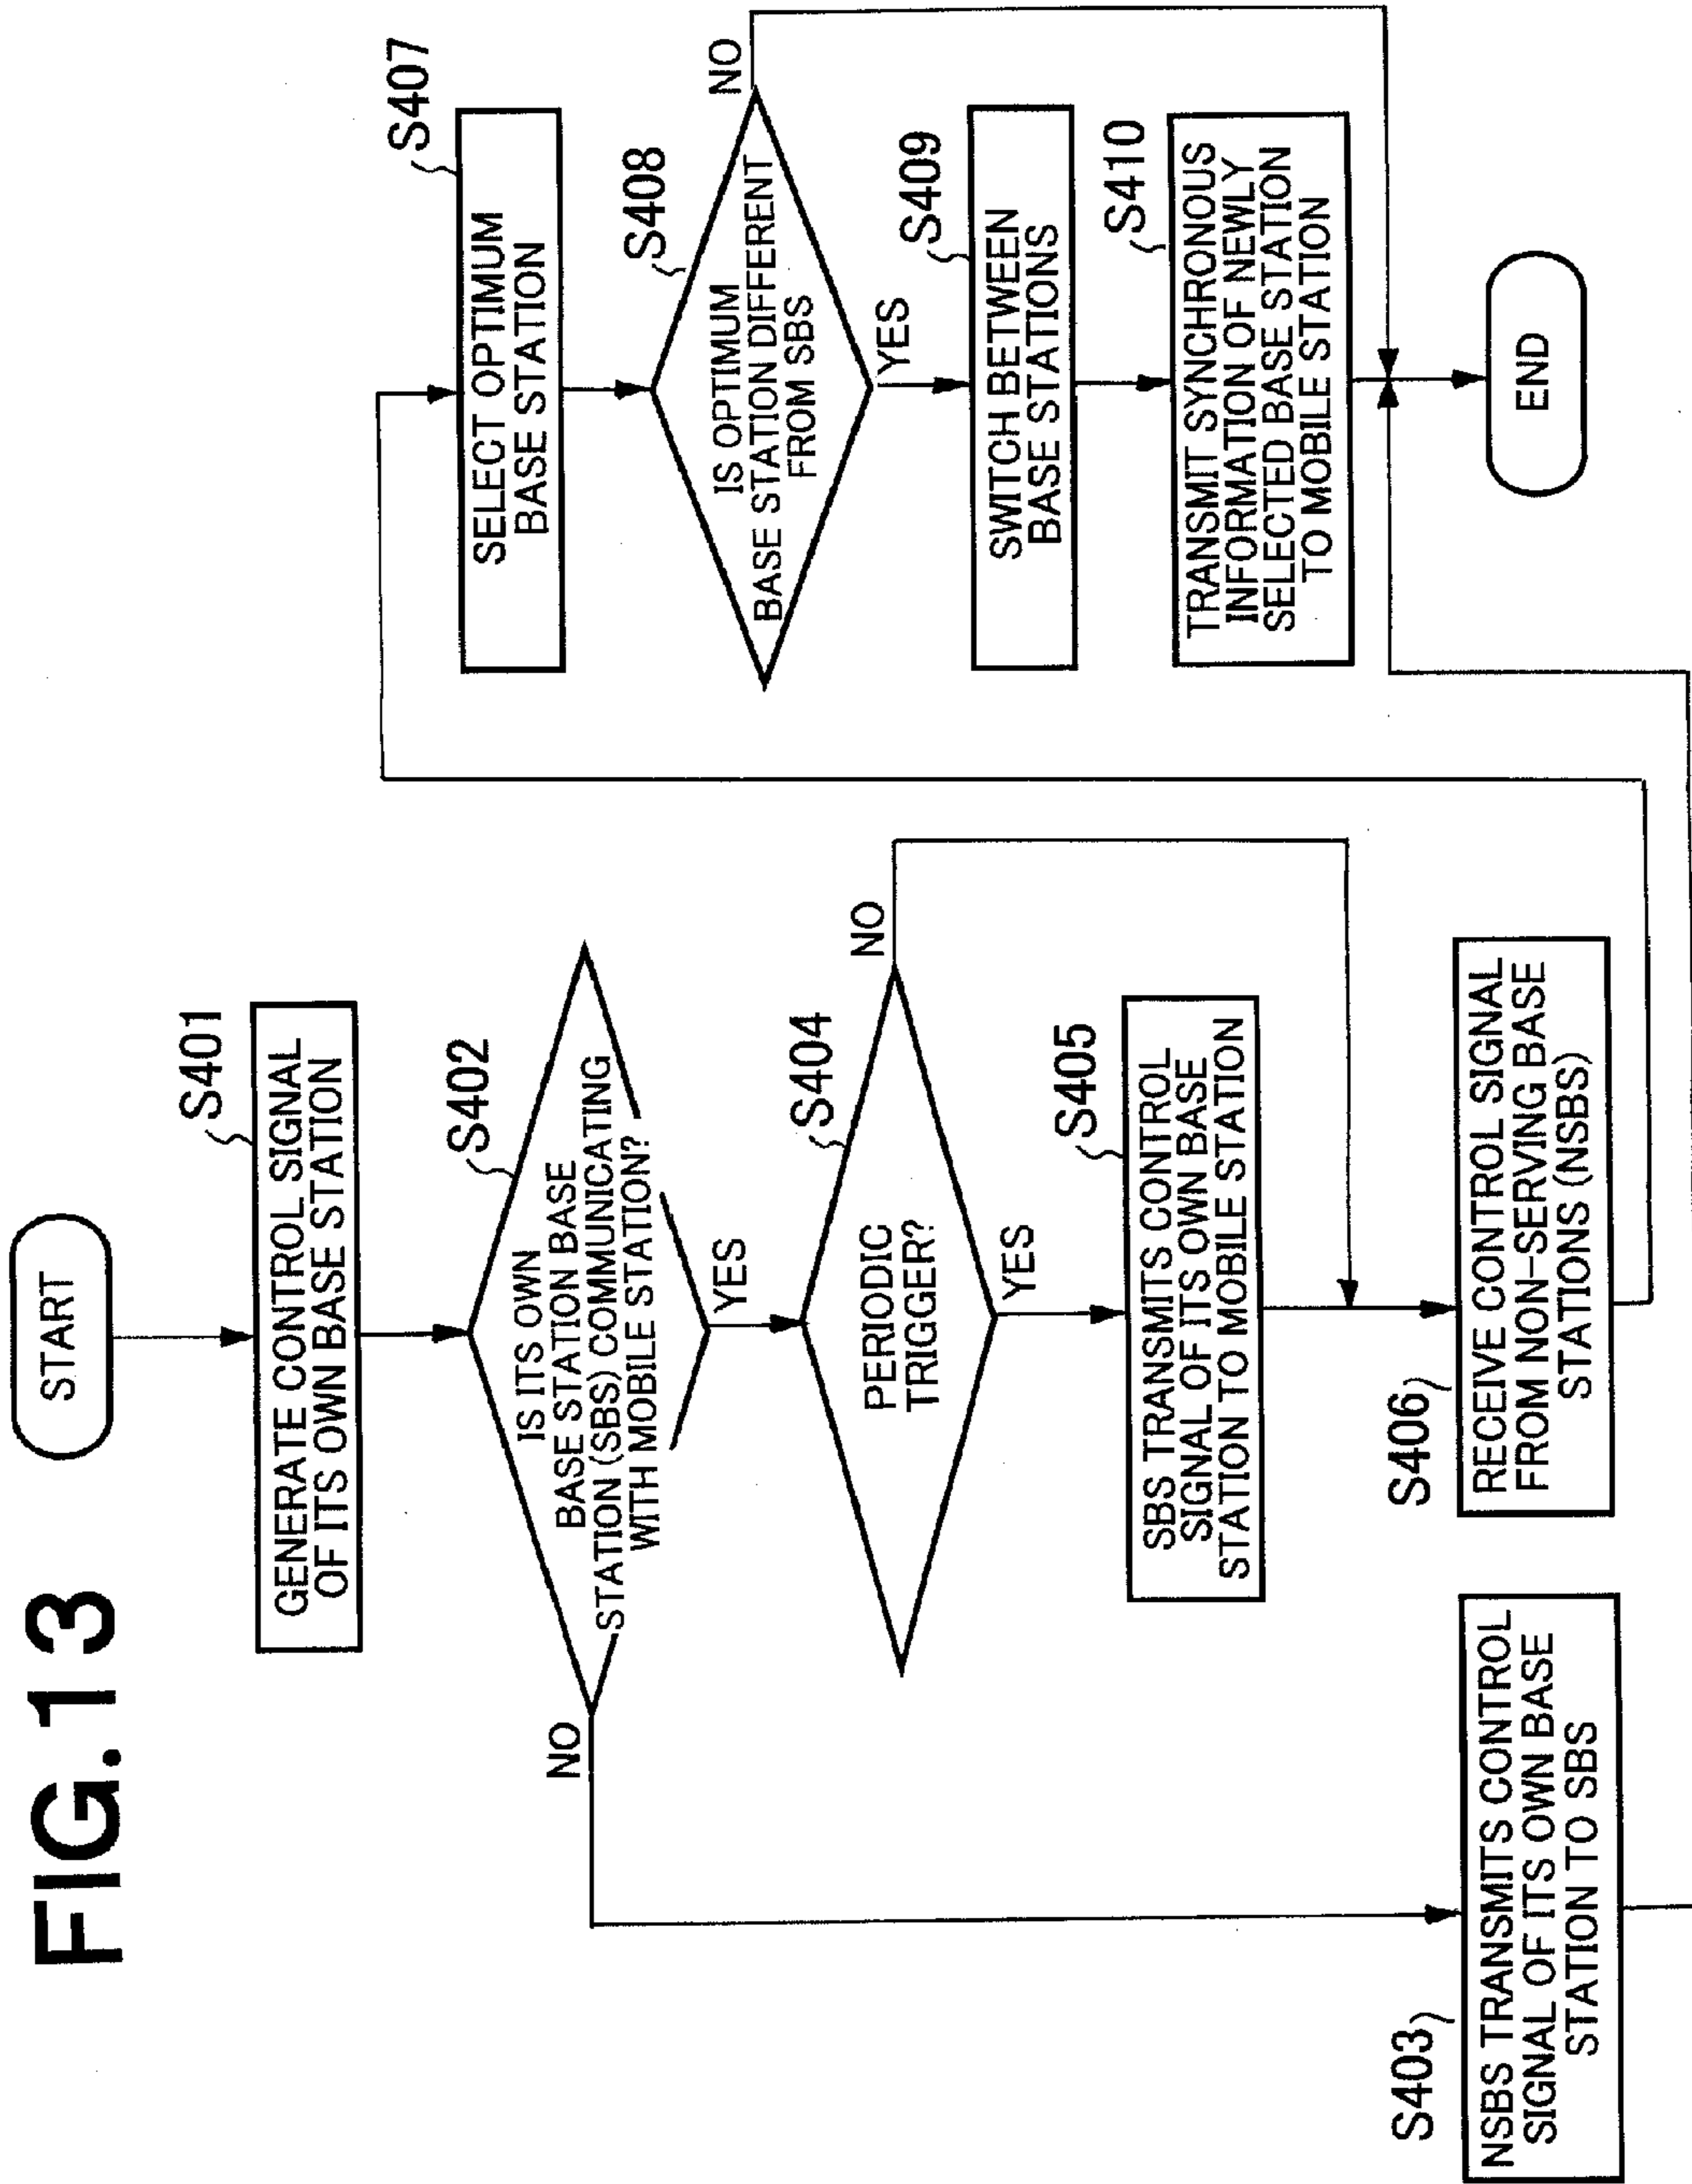 FIG.13
START
S401
GENERATE CONTROL SIGNAL
OF ITS OWN BASE STATION
S402
IS ITS OWN
BASE STATION BASE
STATION (SBS) COMMUNICATING
WITH MOBILE STATION?
NO
YES
S403
NSBS TRANSMITS CONTROL
SIGNAL OF ITS OWN BASE
STATION TO SBS
S404
PERIODIC
TRIGGER?
NO
YES
S405
SBS TRANSMITS CONTROL
SIGNAL OF ITS OWN BASE
STATION TO MOBILE STATION
S406
RECEIVE CONTROL SIGNAL
FROM NON-SERVING BASE
STATIONS (NSBS)
S407
SELECT OPTIMUM
BASE STATION
S408
IS OPTIMUM
BASE STATION DIFFERENT
FROM SBS
NO
YES
S409
SWITCH BETWEEN
BASE STATIONS
S410
TRANSMIT SYNCHRONOUS
INFORMATION OF NEWLY
SELECTED BASE STATION
TO MOBILE STATION
END